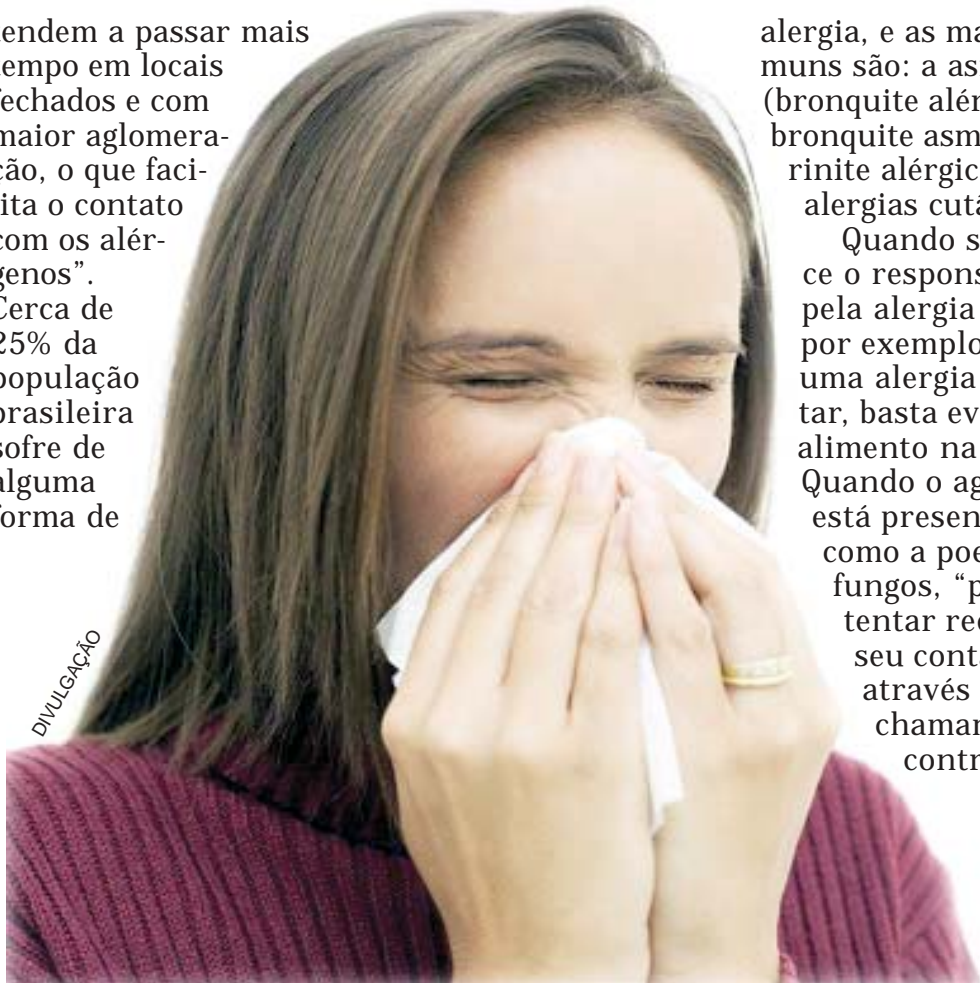 tendem a passar mais
tempo em locais
fechados e com
maior aglomera-
ção, o que faci-
lita o contato
com os alér-
genos”.
Cerca de
25% da
população
brasileira
sofre de
alguma
forma de
DIVULGAÇÃO
alergia, e as ma
muns são: a as
(bronquite alér
bronquite asm
rinite alérgic
alergias cutâ
Quando s
ce o respons
pela alergia
por exemplo
uma alergia
tar, basta ev
alimento na
Quando o ag
está presen
como a poe
fungos, “p
tentar red
seu cont
através
chamar
contr